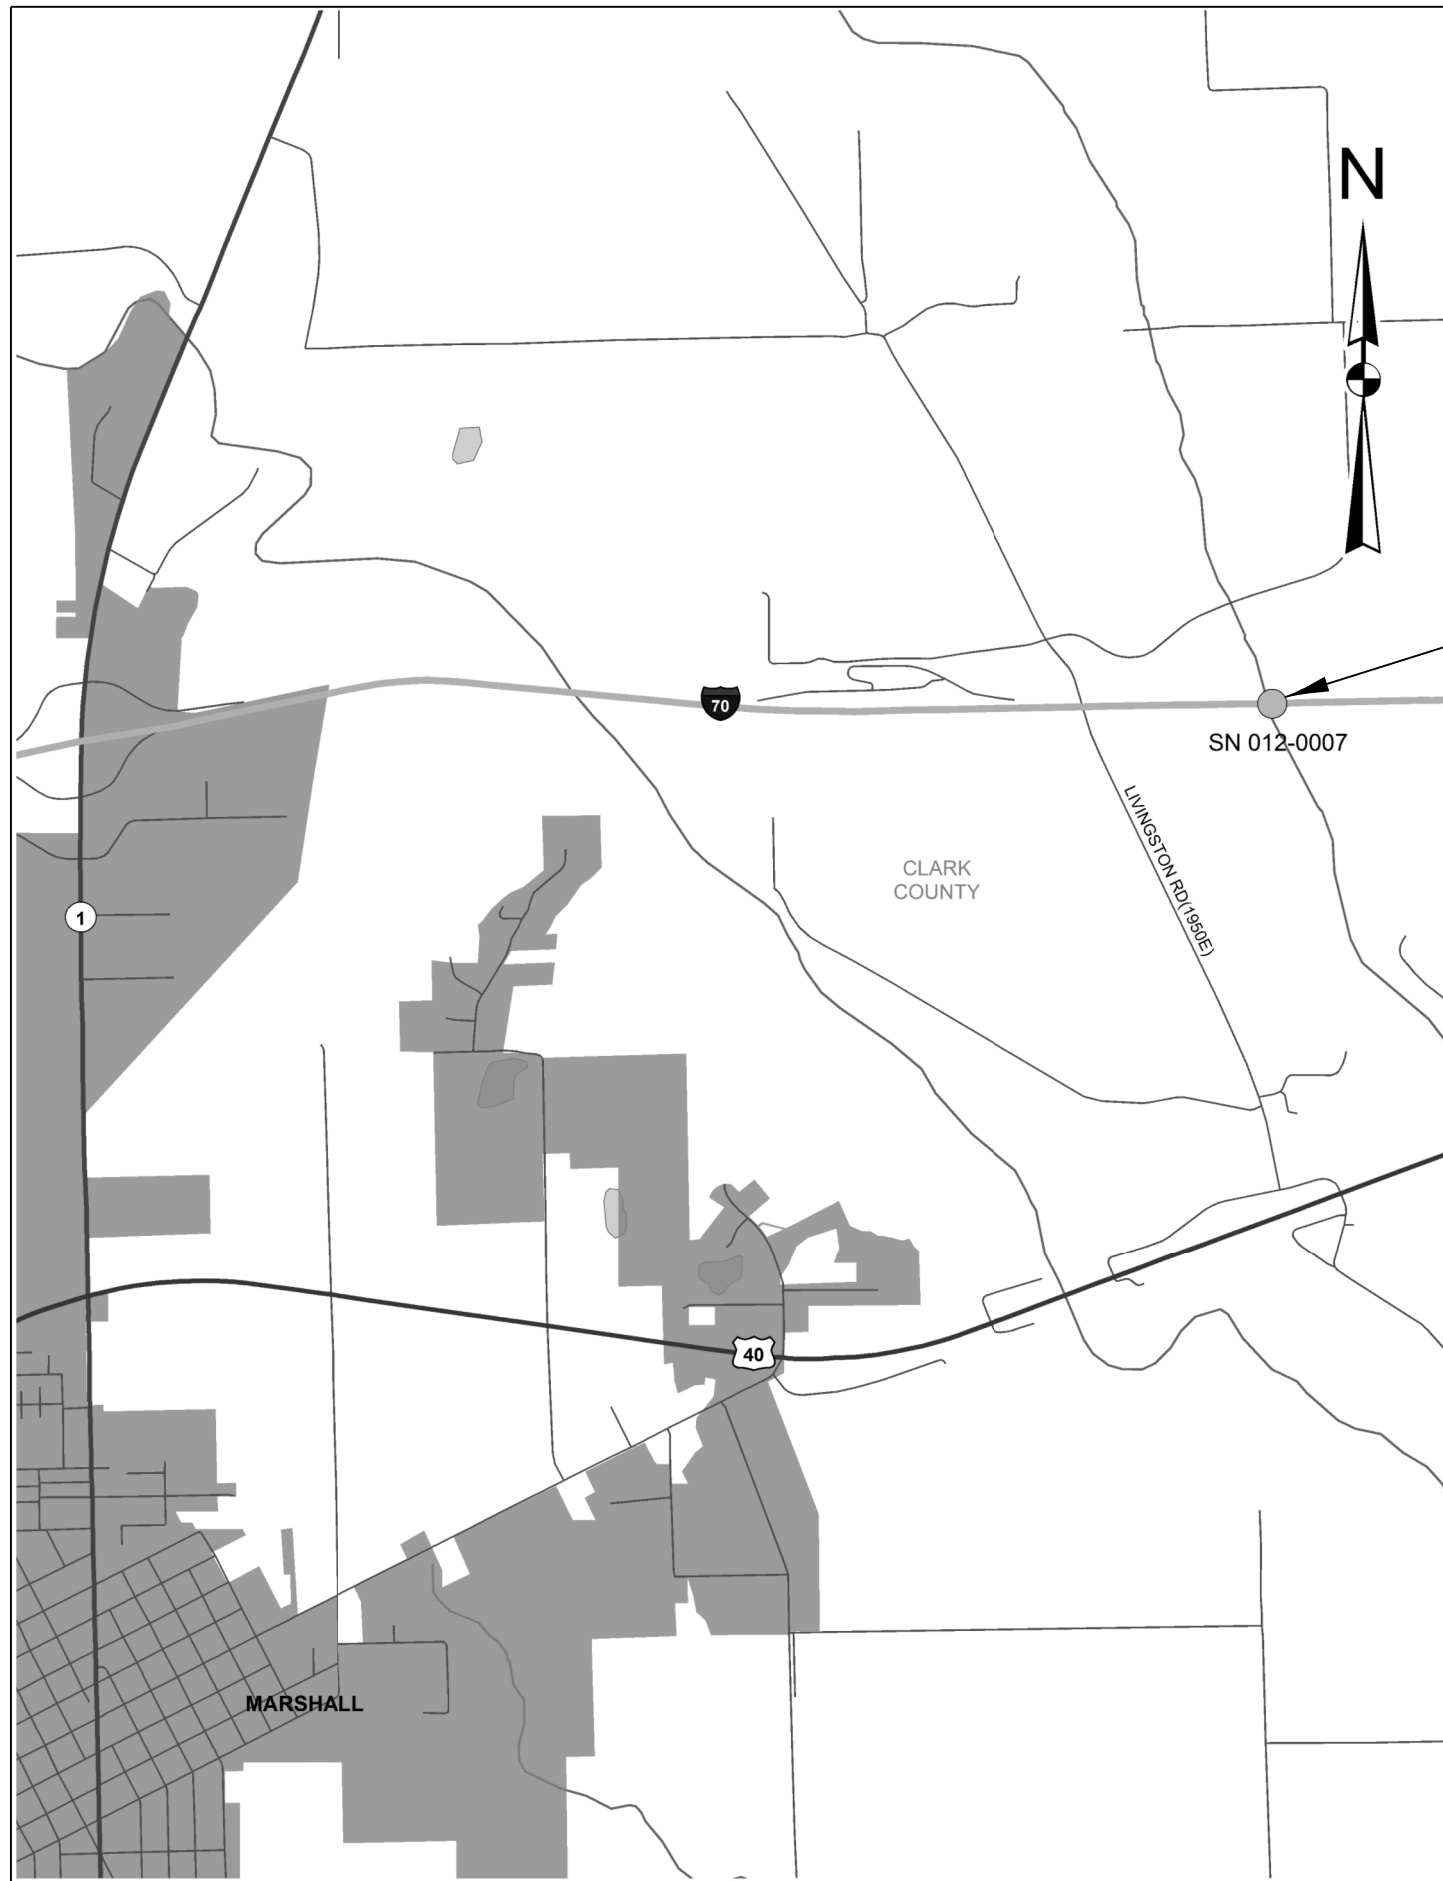 N
70
SN 012-0007
LIVINGSTON RD(1950E)
CLARK
COUNTY
1
40
MARSHALL